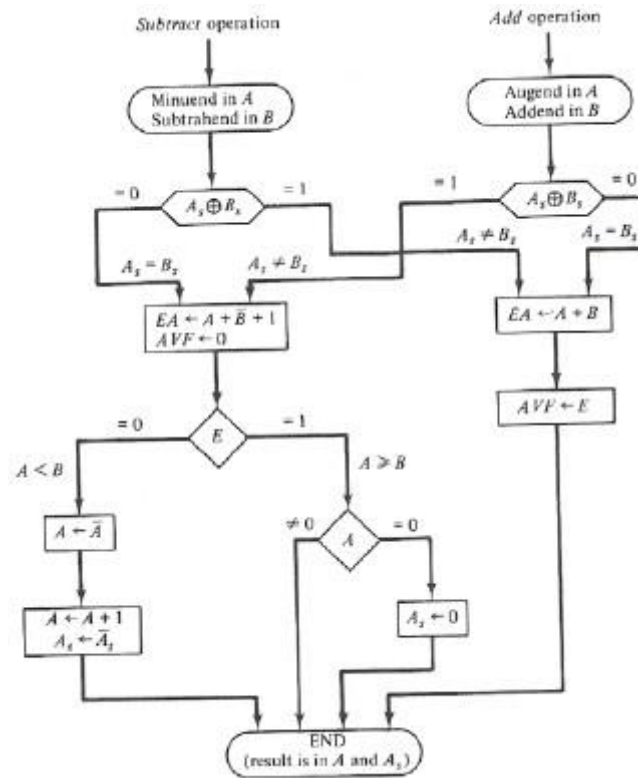 Subtract operation
Add operation
Minuend in A
Subtrahend in B
Augend in A
Addend in B
= 0
A_s ⊕ B_s
= 1
= 1
A_s ⊕ B_s
= 0
A_s = B_s
A_s ≠ B_s
A_s ≠ B_s
A_s = B_s
EA ← A + B̅ + 1
AVF ← 0
EA ← A + B
= 0
E
= 1
AVF ← E
A < B
A ⩾ B
A ← A̅
≠ 0
A
= 0
A ← A + 1
A_s ← A̅_s
A_s ← 0
END
(result is in A and A_s)